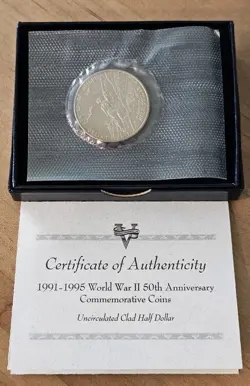 V
Certificate of Authenticity
1991-1995 World War II 50th Anniversary
Commemorative Coins
Uncirculated Clad Half Dollar